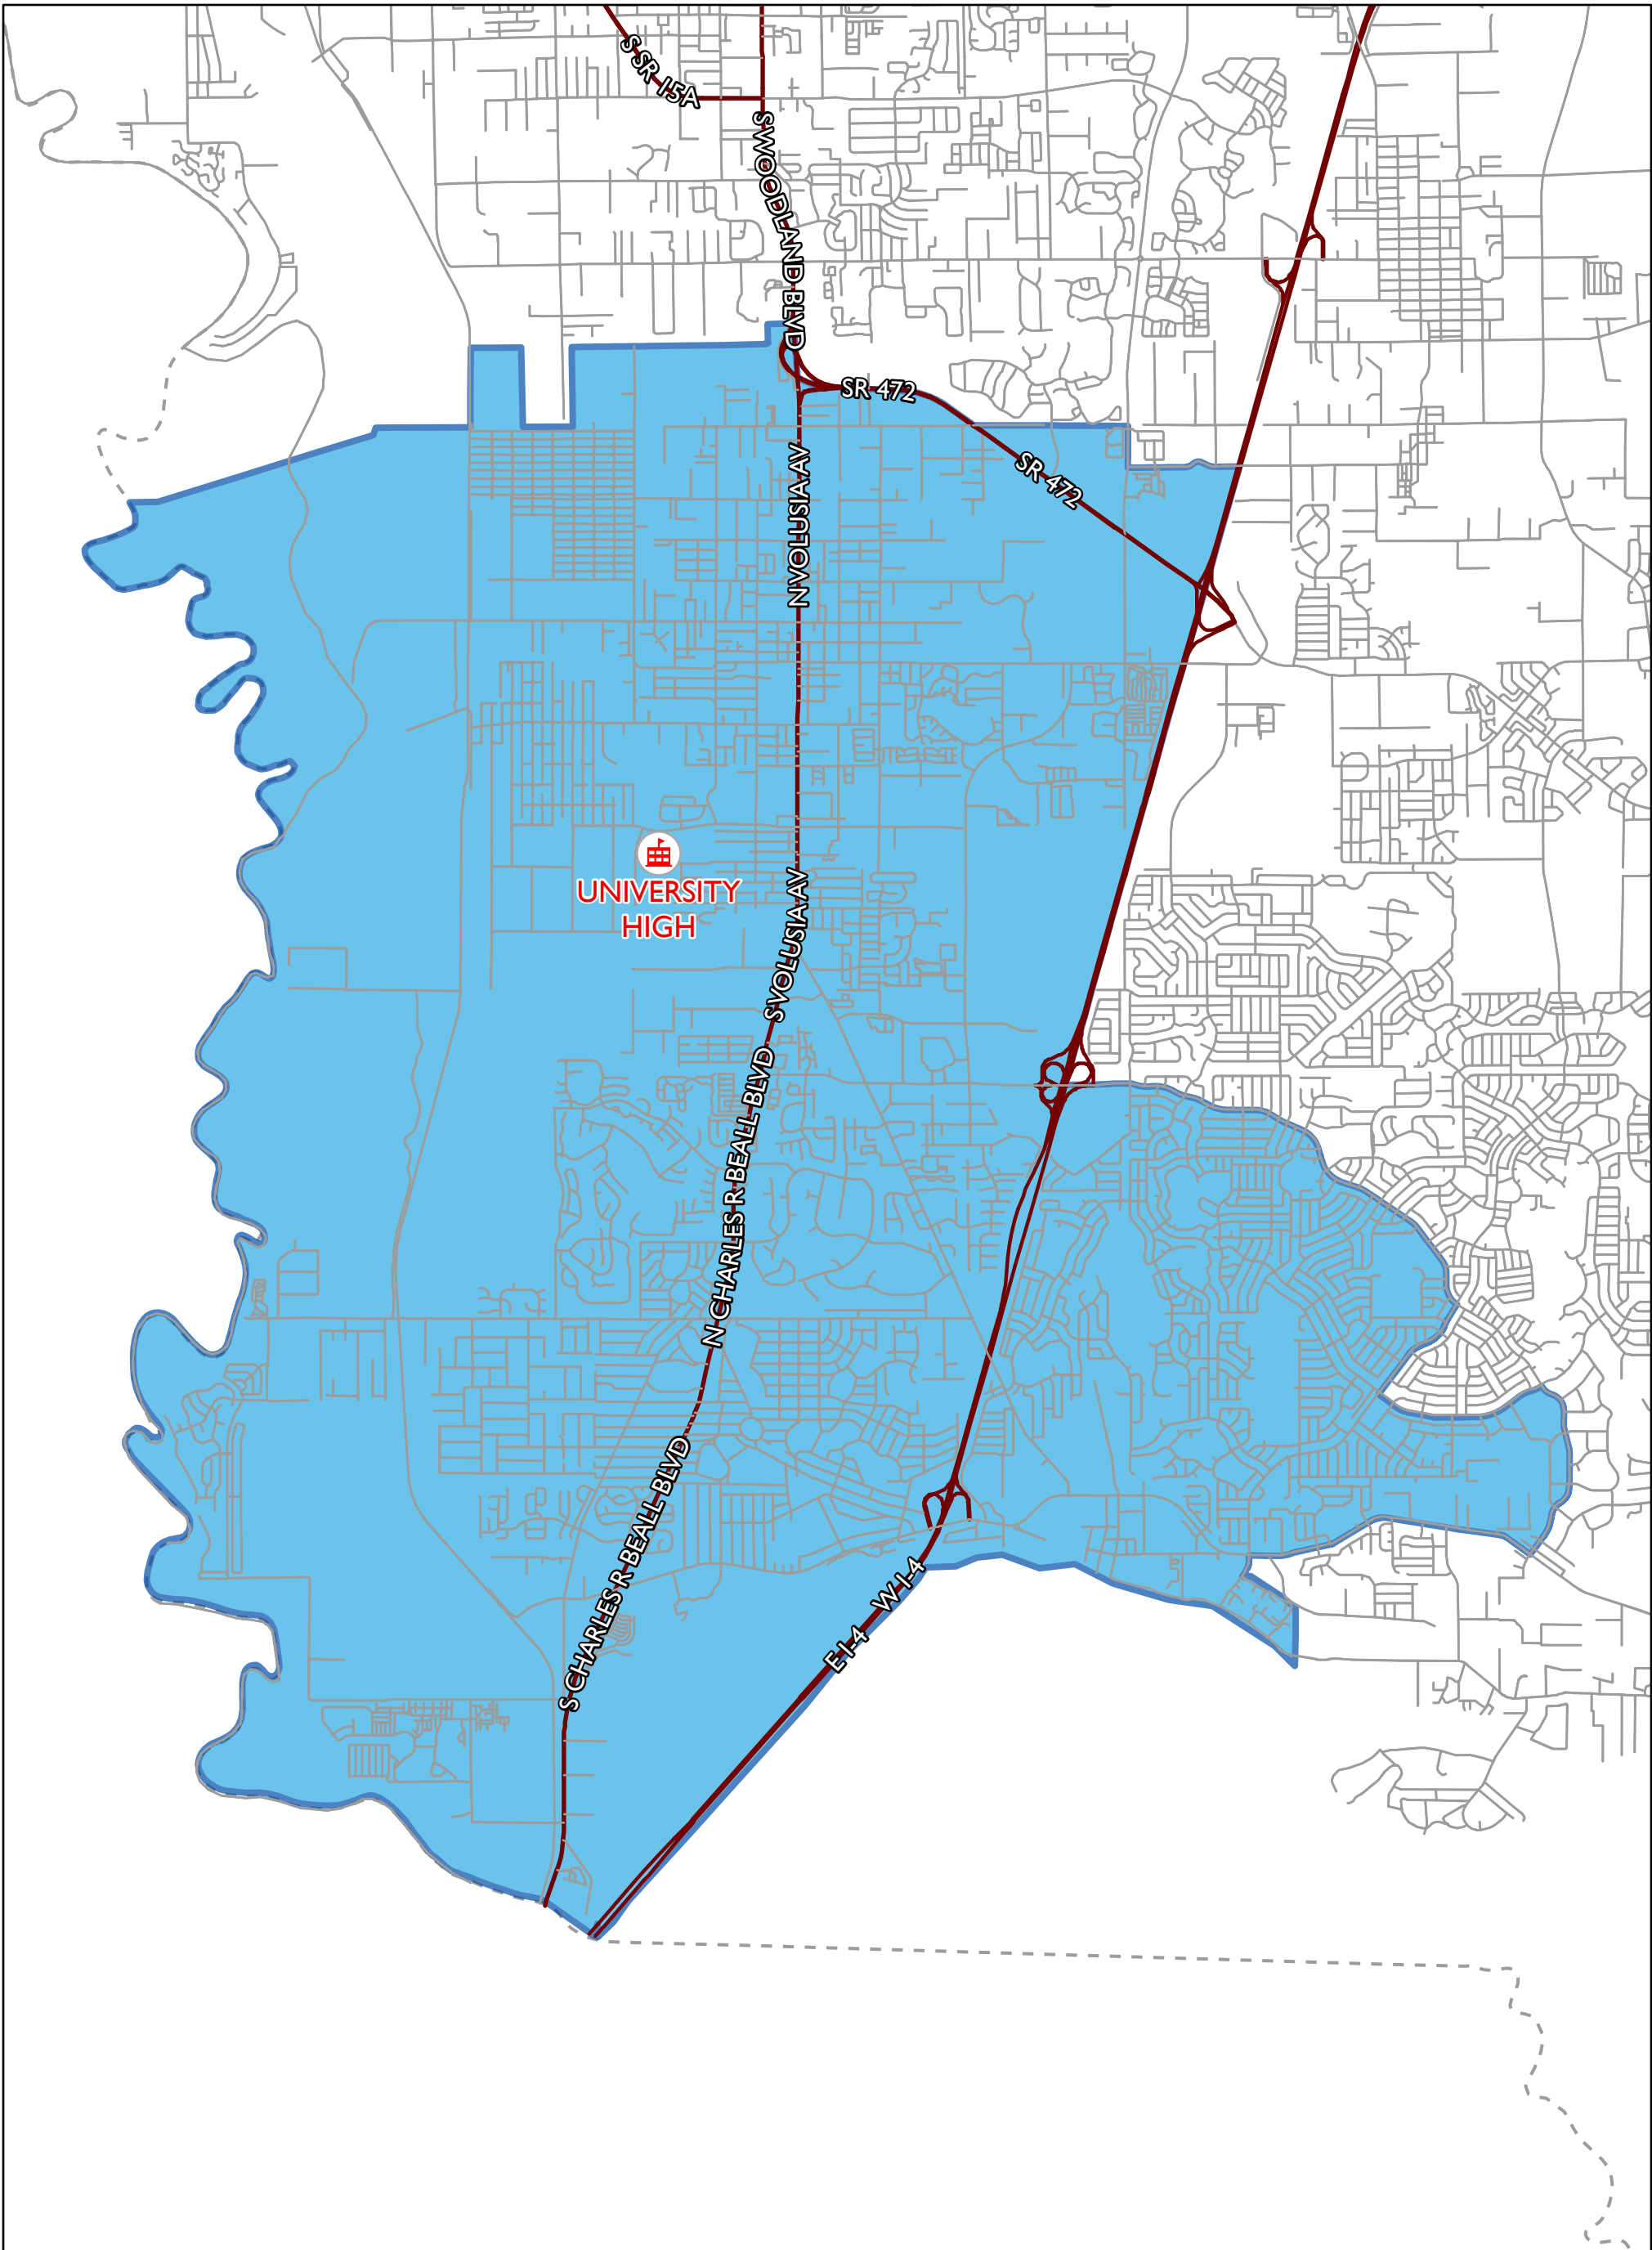 S SR 15A
S WOODLAND BLVD
SR 472
SR 472
N VOLUSIA AV
UNIVERSITY
HIGH
S VOLUSIA AV
N CHARLES R BEALL BLVD
S CHARLES R BEALL BLVD
W I-4
E I-4